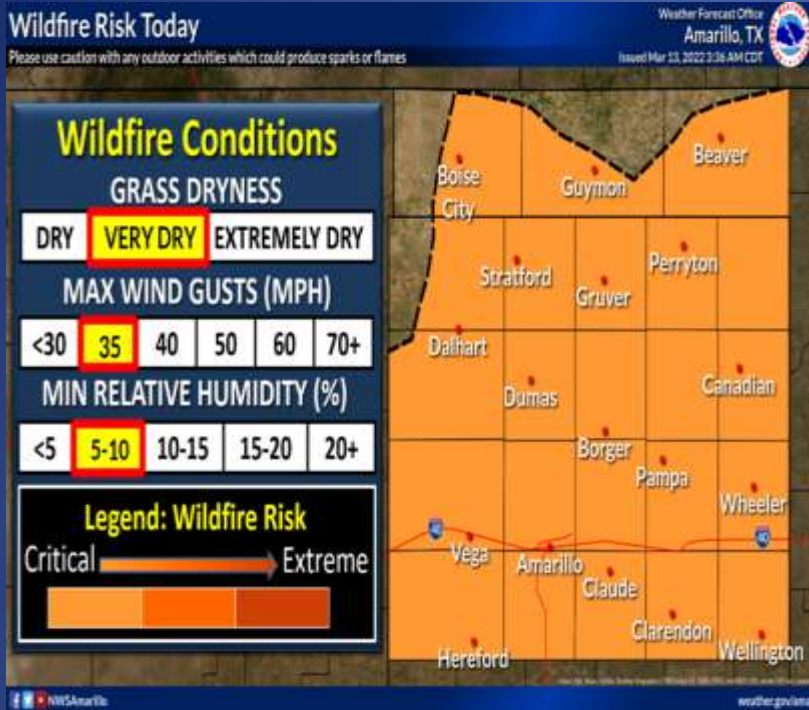 Wildfire Risk Today
Please use caution with any outdoor activities which could produce sparks or flames
Weather Forecast Office
Amarillo, TX
Issued Mar 13, 2022 3:36 AM CDT
Wildfire Conditions
GRASS DRYNESS
DRY VERY DRY EXTREMELY DRY
MAX WIND GUSTS (MPH)
<30 35 40 50 60 70+
MIN RELATIVE HUMIDITY (%)
<5 5-10 10-15 15-20 20+
Legend: Wildfire Risk
Critical Extreme
Boise
City
Guymon
Beaver
Stratford
Gruver
Perryton
Dalhart
Dumas
Canadian
Borger
Pampa
Wheeler
40
40
Vega
Amarillo
Claude
Clarendon
Hereford
Wellington
NWSAmarillo
weather.gov/ama